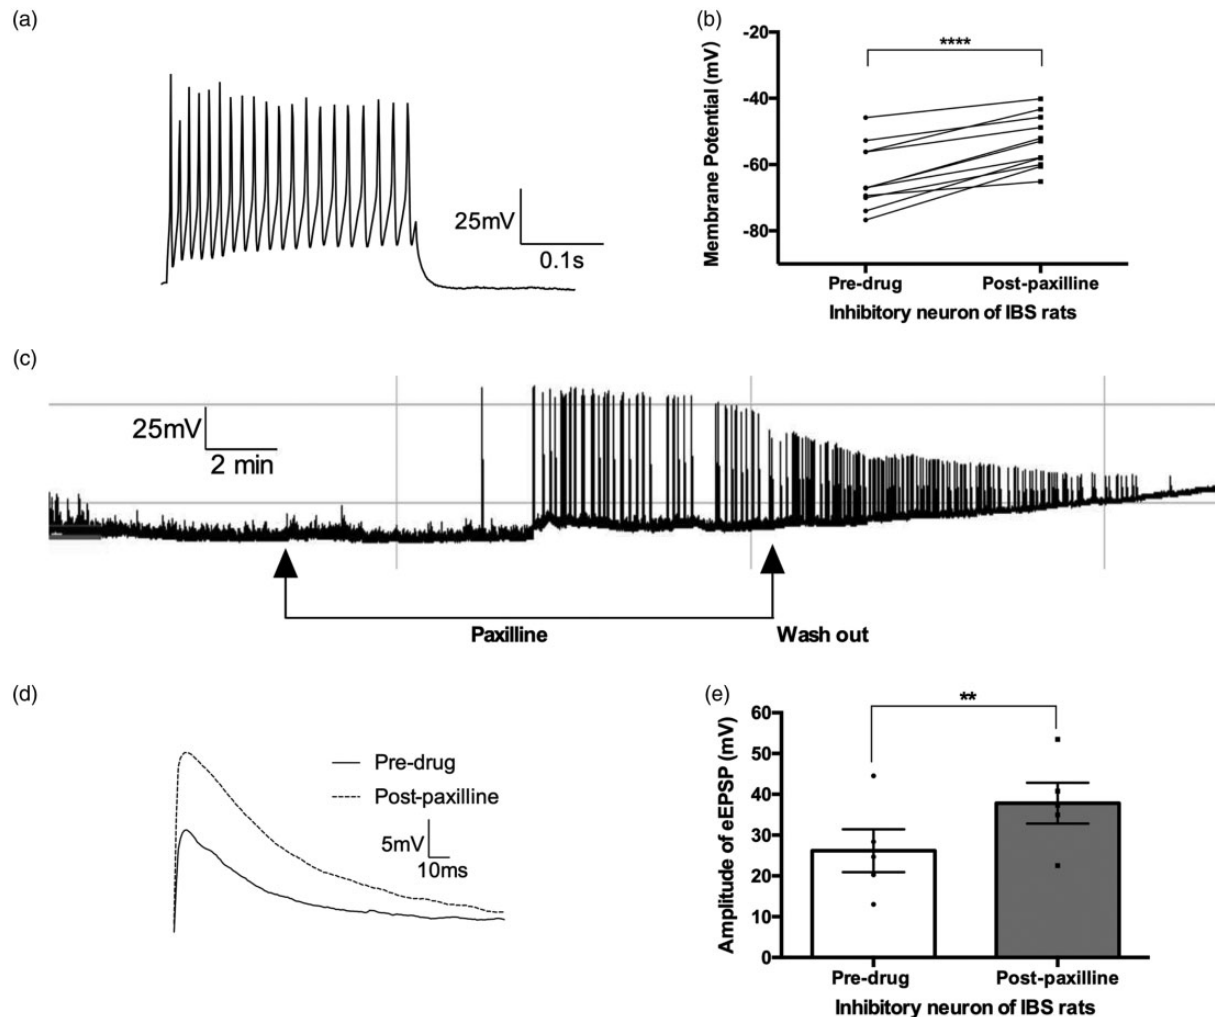 (a)
25mV
0.1s
(b)
****
Membrane Potential (mV)
-20
-40
-60
-80
Pre-drug
Post-paxilline
Inhibitory neuron of IBS rats
(c)
25mV
2 min
Paxilline
Wash out
(d)
Pre-drug
Post-paxilline
5mV
10ms
(e)
**
Amplitude of eEPSP (mV)
60
50
40
30
20
10
0
Pre-drug
Post-paxilline
Inhibitory neuron of IBS rats